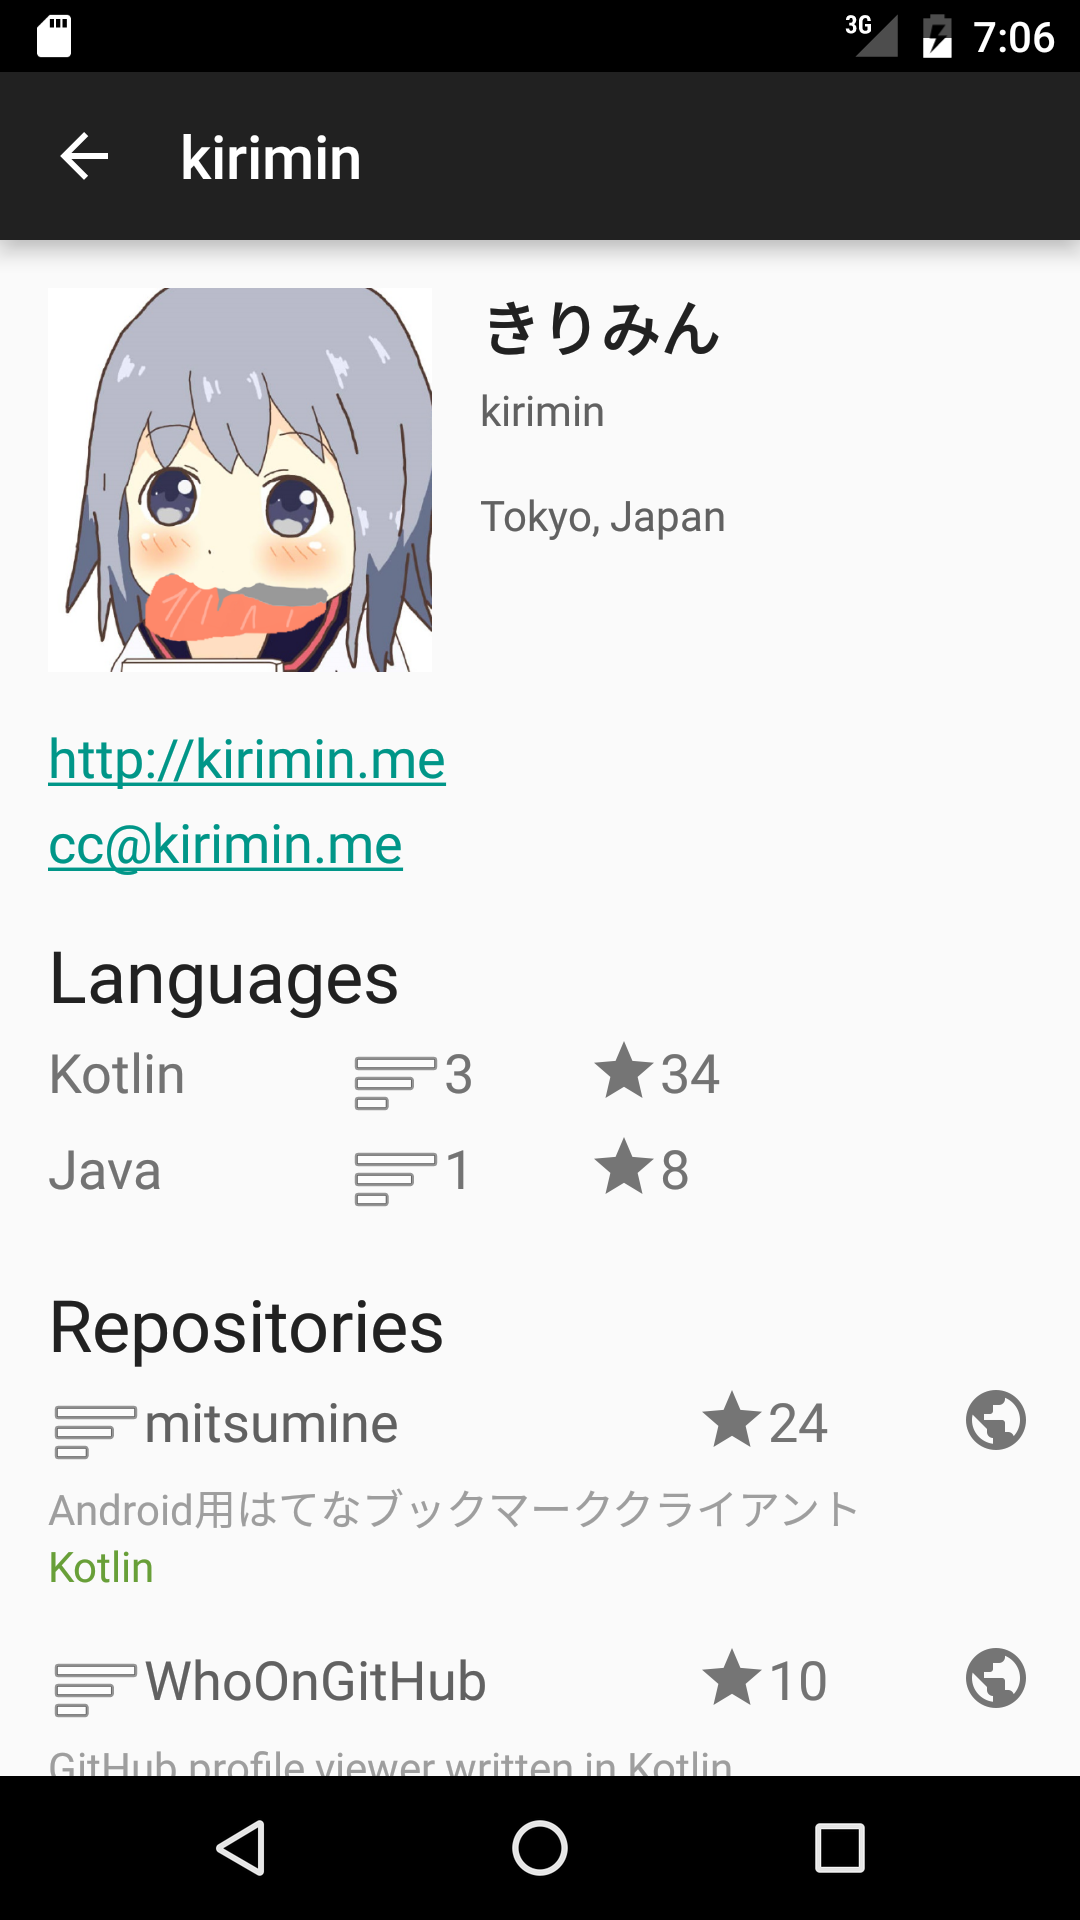 3G 7:06
kirimin
きりみん
kirimin
Tokyo, Japan
http://kirimin.me
cc@kirimin.me
Languages
Kotlin 3 34
Java 1 8
Repositories
mitsumine 24
Android用はてなブックマーククライアント
Kotlin
WhoOnGitHub 10
GitHub profile viewer written in Kotlin